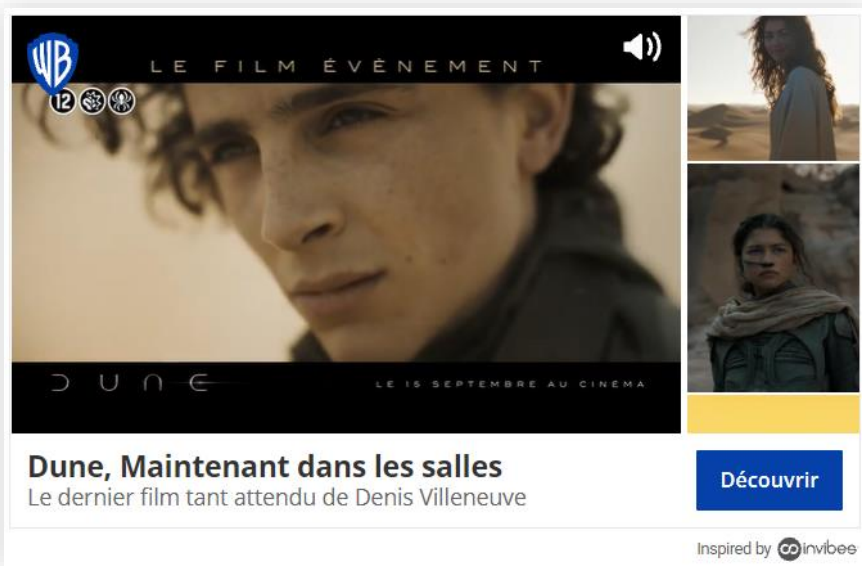 WB
LE FILM ÉVÈNEMENT
12
DUNE
LE 15 SEPTEMBRE AU CINÉMA
Dune, Maintenant dans les salles
Le dernier film tant attendu de Denis Villeneuve
Découvrir
Inspired by invibes